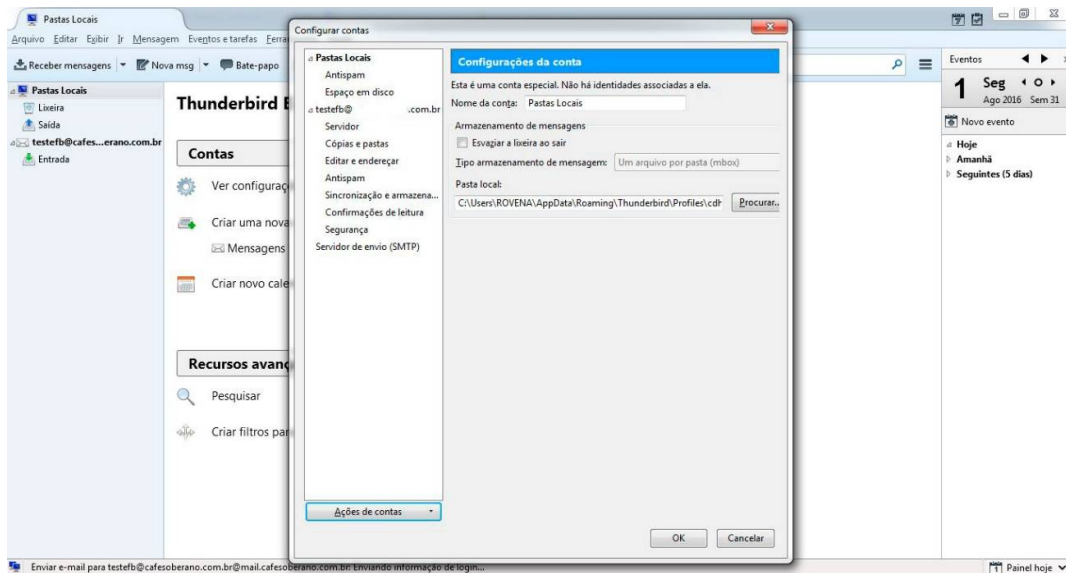 Pastas Locais
Arquivo Editar Exibir Ir Mensagem Eventos e tarefas Ferra
Receber mensagens Nova msg Bate-papo
Pastas Locais
Lixeira
Saída
testefb@cafes...erano.com.br
Entrada
Thunderbird E
Contas
Ver configuraç
Criar uma nova
Mensagens
Criar novo cale
Recursos avanç
Pesquisar
Criar filtros par
Configurar contas
Pastas Locais
Antispam
Espaço em disco
testefb@ .com.br
Servidor
Cópias e pastas
Editar e endereçar
Antispam
Sincronização e armazena...
Confirmações de leitura
Segurança
Servidor de envio (SMTP)
Ações de contas
Configurações da conta
Esta é uma conta especial. Não há identidades associadas a ela.
Nome da conta: Pastas Locais
Armazenamento de mensagens
Esvaziar a lixeira ao sair
Tipo armazenamento de mensagem: Um arquivo por pasta (mbox)
Pasta local:
C:\Users\ROVENA\AppData\Roaming\Thunderbird\Profiles\cdh Procurar..
OK Cancelar
Eventos
1 Seg
Ago 2016 Sem 31
Novo evento
Hoje
Amanhã
Seguintes (5 dias)
Enviar e-mail para testefb@cafesoberano.com.br@mail.cafesoberano.com.br: Enviando informação de login...
Painel hoje